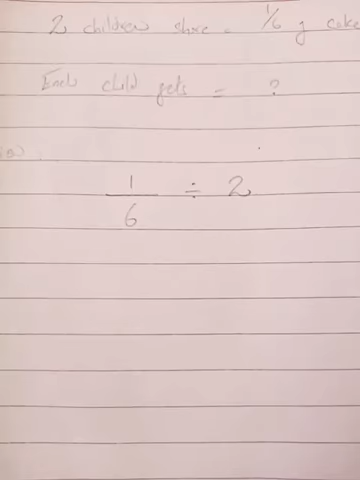 2 children share 1/6 of cake
Each child gets = ?
1/6 ÷ 2